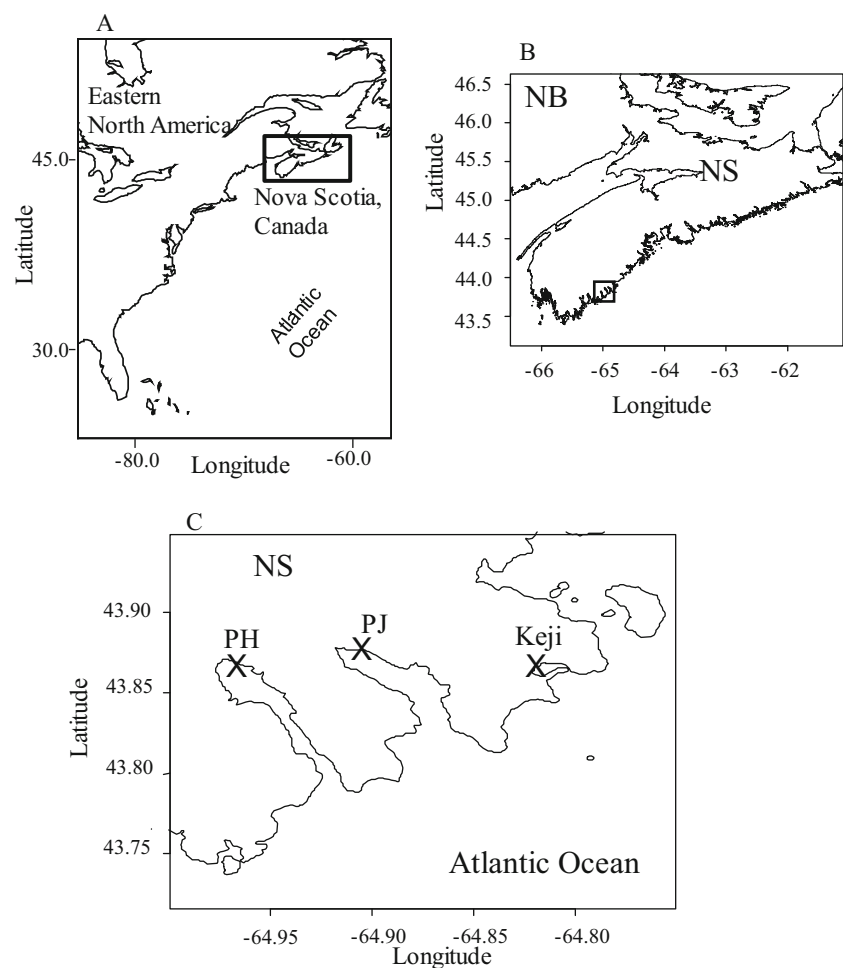 A
Eastern
North America
45.0
Nova Scotia,
Canada
Latitude
Atlantic
Ocean
30.0
-80.0
-60.0
Longitude
B
46.5
NB
46.0
45.5
NS
45.0
Latitude
44.5
44.0
43.5
-66
-65
-64
-63
-62
Longitude
C
NS
43.90
PH
PJ
Keji
43.85
Latitude
43.80
43.75
Atlantic Ocean
-64.95
-64.90
-64.85
-64.80
Longitude